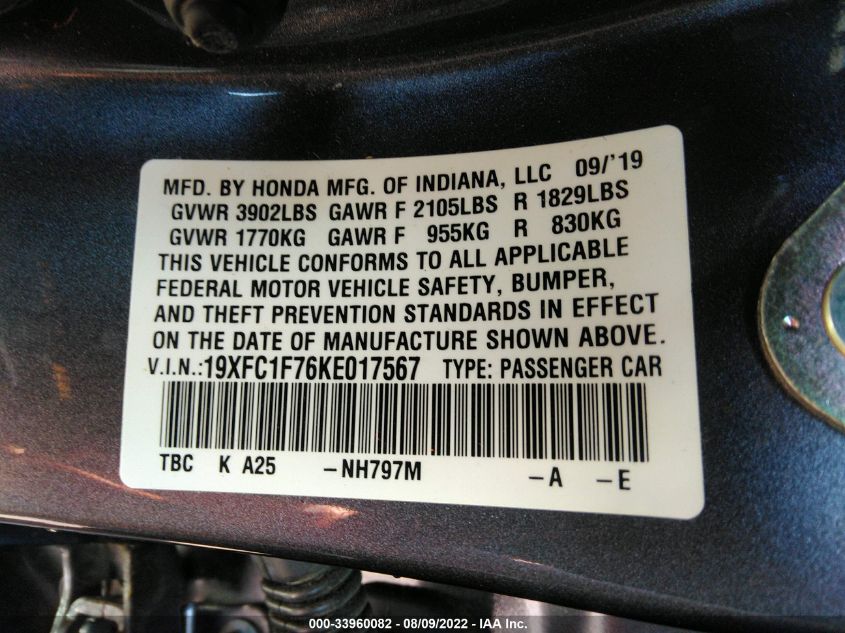 MFD. BY HONDA MFG. OF INDIANA, LLC 09/'19
GVWR 3902LBS GAWR F 2105LBS R 1829LBS
GVWR 1770KG GAWR F 955KG R 830KG
THIS VEHICLE CONFORMS TO ALL APPLICABLE
FEDERAL MOTOR VEHICLE SAFETY, BUMPER,
AND THEFT PREVENTION STANDARDS IN EFFECT
ON THE DATE OF MANUFACTURE SHOWN ABOVE.
V.I.N.:19XFC1F76KE017567 TYPE: PASSENGER CAR
TBC K A25 -NH797M -A -E
000-33960082 - 08/09/2022 - IAA Inc.